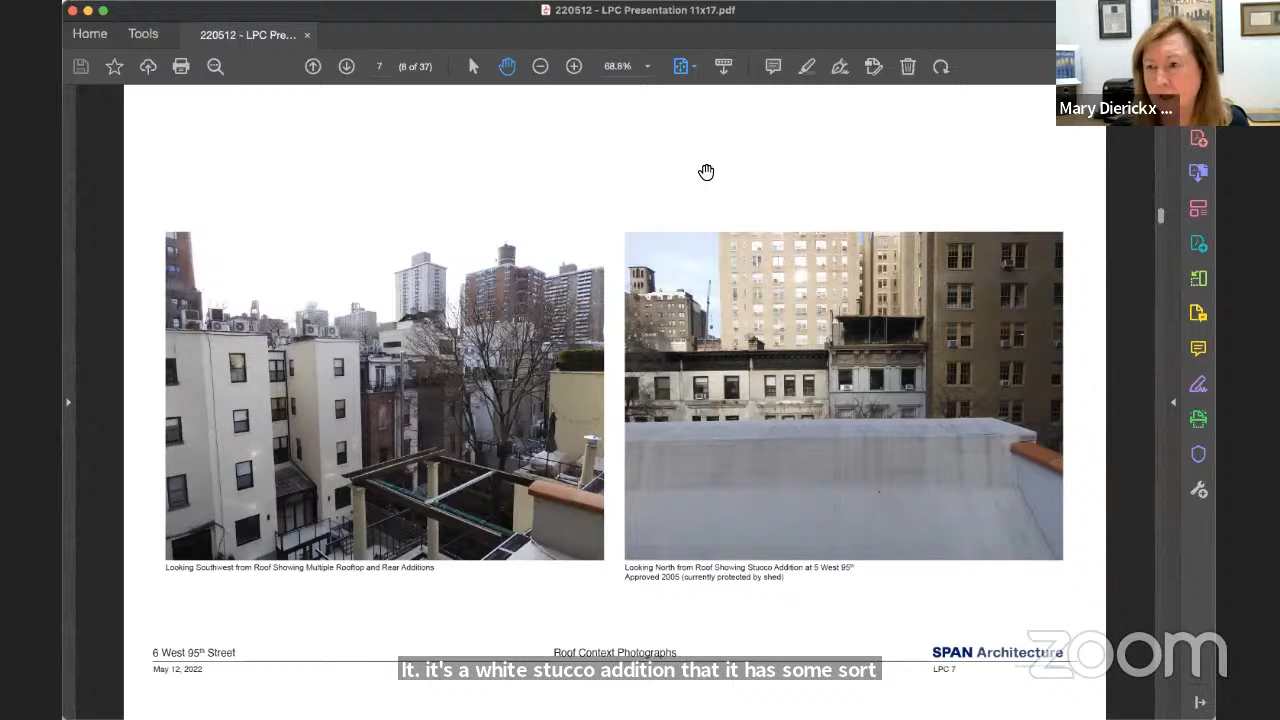 220512 - LPC Presentation 11x17.pdf
Home
Tools
220512 - LPC Pre... ×
7
(8 of 37)
68.8%
Mary Dierickx ...
Looking Southwest from Roof Showing Multiple Rooftop and Rear Additions
Looking North from Roof Showing Stucco Addition at 5 West 95th
Approved 2005 (currently protected by shed)
6 West 95th Street
Roof Context Photographs
SPAN Architecture
May 12, 2022
LPC 7
It. it's a white stucco addition that it has some sort
zoom